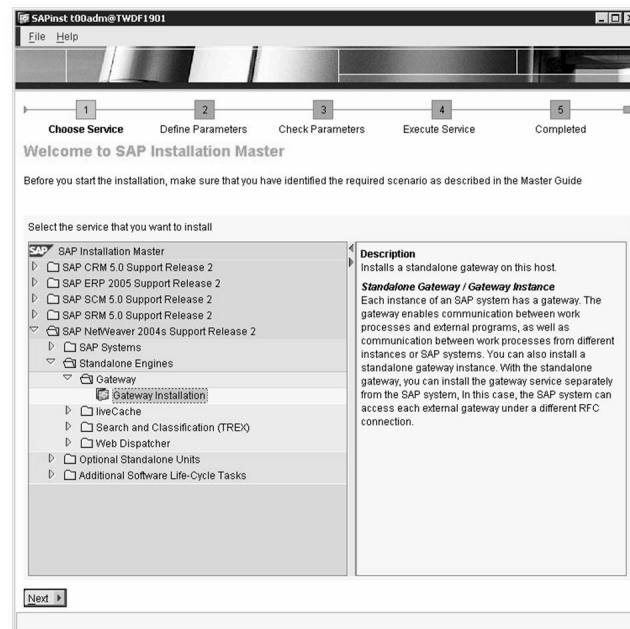 SAPinst t00adm@TWDF1901
File Help
1 2 3 4 5
Choose Service Define Parameters Check Parameters Execute Service Completed
Welcome to SAP Installation Master
Before you start the installation, make sure that you have identified the required scenario as described in the Master Guide
Select the service that you want to install
SAP SAP Installation Master
SAP CRM 5.0 Support Release 2
SAP ERP 2005 Support Release 2
SAP SCM 5.0 Support Release 2
SAP SRM 5.0 Support Release 2
SAP NetWeaver 2004s Support Release 2
SAP Systems
Standalone Engines
Gateway
Gateway Installation
liveCache
Search and Classification (TREX)
Web Dispatcher
Optional Standalone Units
Additional Software Life-Cycle Tasks
Description
Installs a standalone gateway on this host.
Standalone Gateway / Gateway Instance
Each instance of an SAP system has a gateway. The
gateway enables communication between work
processes and external programs, as well as
communication between work processes from different
instances or SAP systems. You can also install a
standalone gateway instance. With the standalone
gateway, you can install the gateway service separately
from the SAP system, In this case, the SAP system can
access each external gateway under a different RFC
connection.
Next